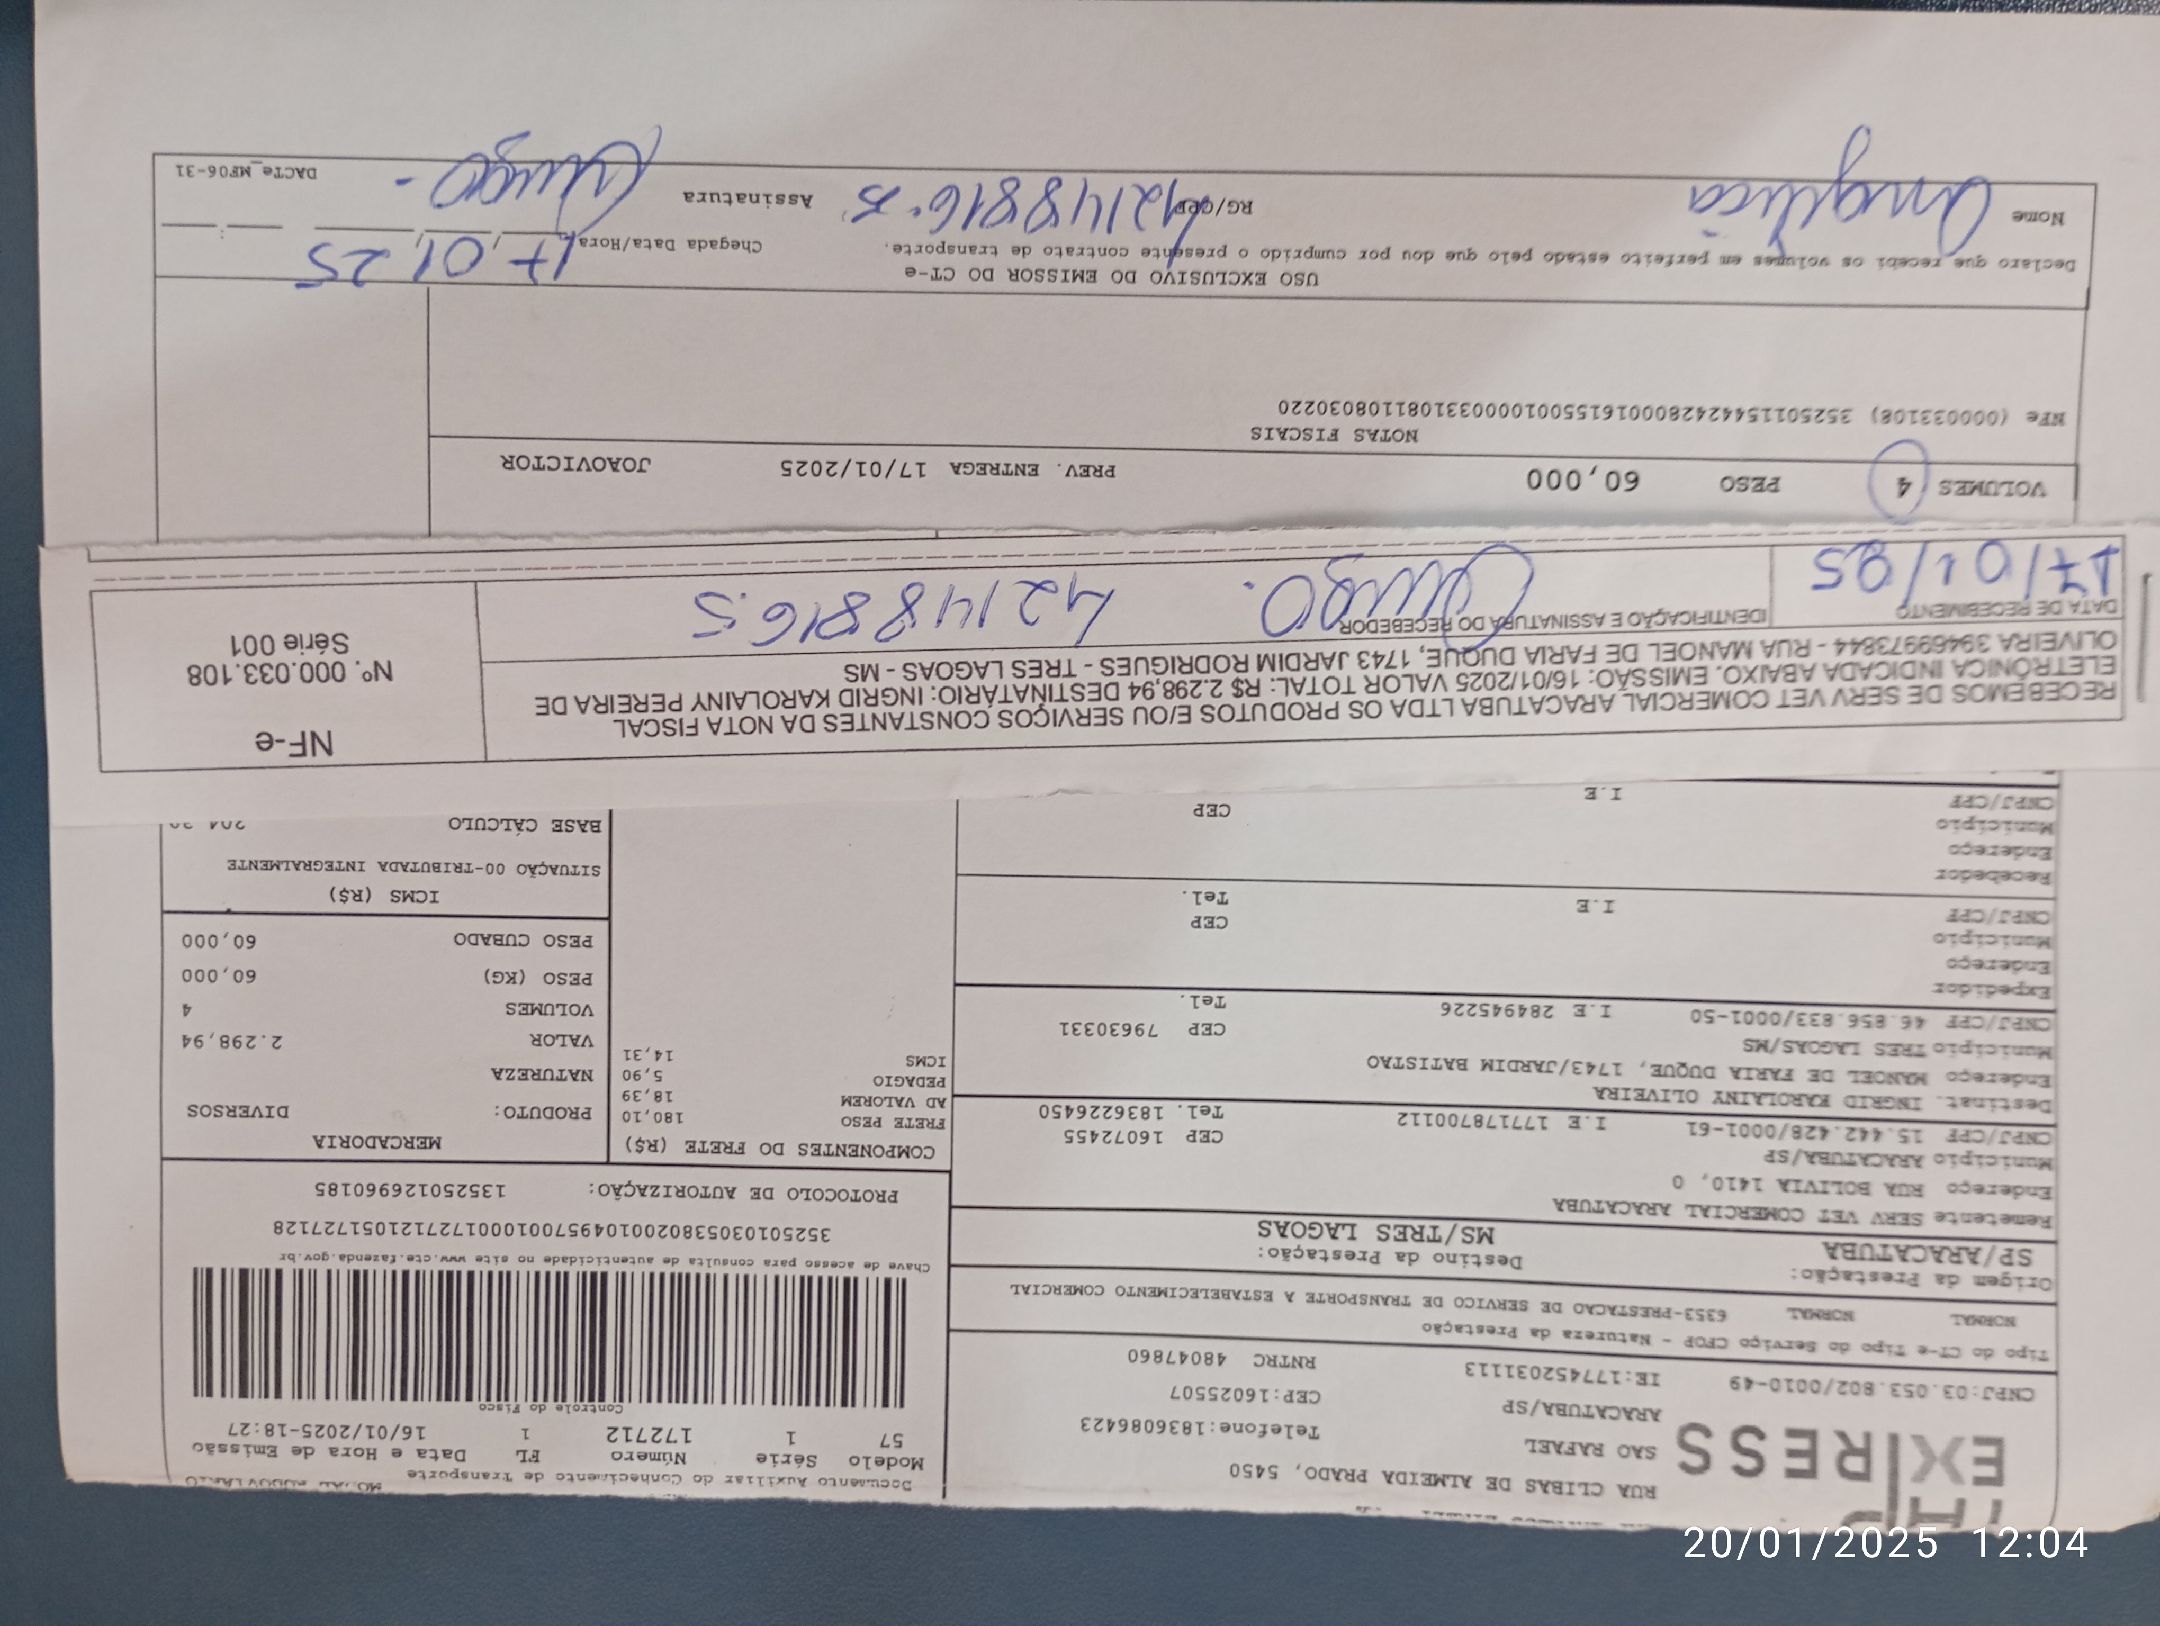 EXPRESS
RUA CLIBAS DE ALMEIDA PRADO, 5450
SAO RAFAEL
Telefone:1836086423
ARACATUBA/SP
CEP:16025507
CNPJ:03.053.802/0010-49 IE:177452031113 RNTRC 48047860
Documento Auxiliar do Conhecimento de Transporte
Modelo Série Número FL Data e Hora de Emissão
57 1 172712 1 16/01/2025-18:27
Controle do Fisco
Chave de acesso para consulta de autenticidade no site www.cte.fazenda.gov.br
35250103053802001049570010001727121051727128
PROTOCOLO DE AUTORIZAÇÃO: 135250126960185
Tipo do CT-e Tipo do Serviço CFOP - Natureza da Prestação
NORMAL NORMAL 6353-PRESTACAO DE SERVICO DE TRANSPORTE A ESTABELECIMENTO COMERCIAL
Origem da Prestação: Destino da Prestação:
SP/ARACATUBA MS/TRES LAGOAS
Remetente SERV VET COMERCIAL ARACATUBA
Endereço RUA BOLIVIA 1410, 0
Município ARACATUBA/SP CEP 16072455
CNPJ/CPF 15.442.428/0001-61 I.E 177178700112 Tel. 1836226450
Destinat. INGRID KAROLAINY OLIVEIRA
Endereço MANOEL DE FARIA DUQUE, 1743/JARDIM BATISTAO
Município TRES LAGOAS/MS CEP 79630331
CNPJ/CPF 46.856.833/0001-50 I.E 284945226 Tel.
Expedidor
Endereço
Município CEP
CNPJ/CPF I.E Tel.
Recebedor
Endereço
Município CEP
CNPJ/CPF I.E
COMPONENTES DO FRETE (R$)
FRETE PESO 180,10
AD VALOREM 18,39
PEDAGIO 5,90
ICMS 14,31
MERCADORIA
PRODUTO: DIVERSOS
NATUREZA
VALOR 2.298,94
VOLUMES 4
PESO (KG) 60,000
PESO CUBADO 60,000
ICMS (R$)
SITUAÇÃO 00-TRIBUTADA INTEGRALMENTE
BASE CÁLCULO
RECEBEMOS DE SERV VET COMERCIAL ARACATUBA LTDA OS PRODUTOS E/OU SERVIÇOS CONSTANTES DA NOTA FISCAL
ELETRÔNICA INDICADA ABAIXO. EMISSÃO: 16/01/2025 VALOR TOTAL: R$ 2.298,94 DESTINATÁRIO: INGRID KAROLAINY PEREIRA DE
OLIVEIRA 39469973844 - RUA MANOEL DE FARIA DUQUE, 1743 JARDIM RODRIGUES - TRES LAGOAS - MS
NF-e
Nº. 000.033.108
Série 001
DATA DE RECEBIMENTO IDENTIFICAÇÃO E ASSINATURA DO RECEBEDOR
17/01/25 42148816.5
VOLUMES 4 PESO 60,000 PREV. ENTREGA 17/01/2025 JOAOVICTOR
NOTAS FISCAIS
NFe (000033108) 35250115442428000161550010000331081108030220
USO EXCLUSIVO DO EMISSOR DO CT-e
Declaro que recebi os volumes em perfeito estado pelo que dou por cumprido o presente contrato de transporte. Chegada Data/Hora 17,01,25
Nome Angélica RG/CPF 42148816.5 Assinatura
DACTe_MF06-31
20/01/2025 12:04